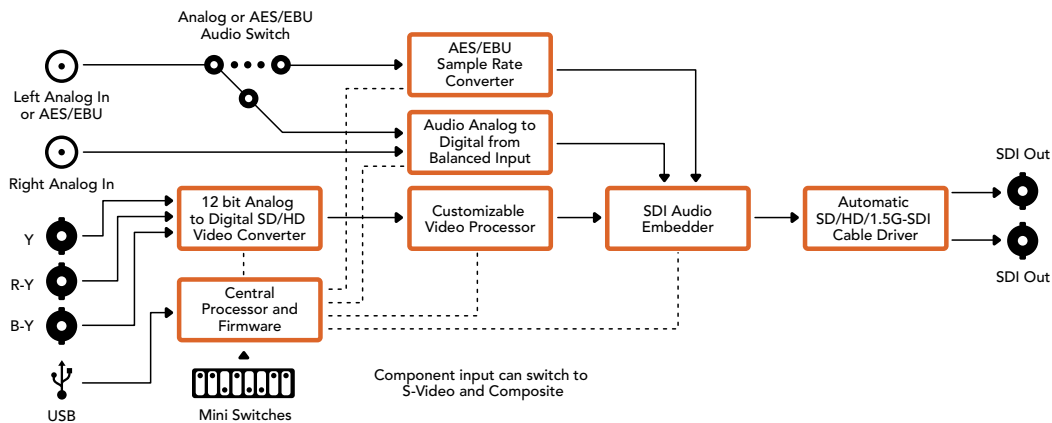 Analog or AES/EBU
Audio Switch
Left Analog In
or AES/EBU
Right Analog In
Y
R-Y
B-Y
USB
AES/EBU
Sample Rate
Converter
Audio Analog to
Digital from
Balanced Input
12 bit Analog
to Digital SD/HD
Video Converter
Customizable
Video Processor
SDI Audio
Embedder
Automatic
SD/HD/1.5G-SDI
Cable Driver
SDI Out
SDI Out
Central
Processor and
Firmware
Mini Switches
Component input can switch to
S-Video and Composite